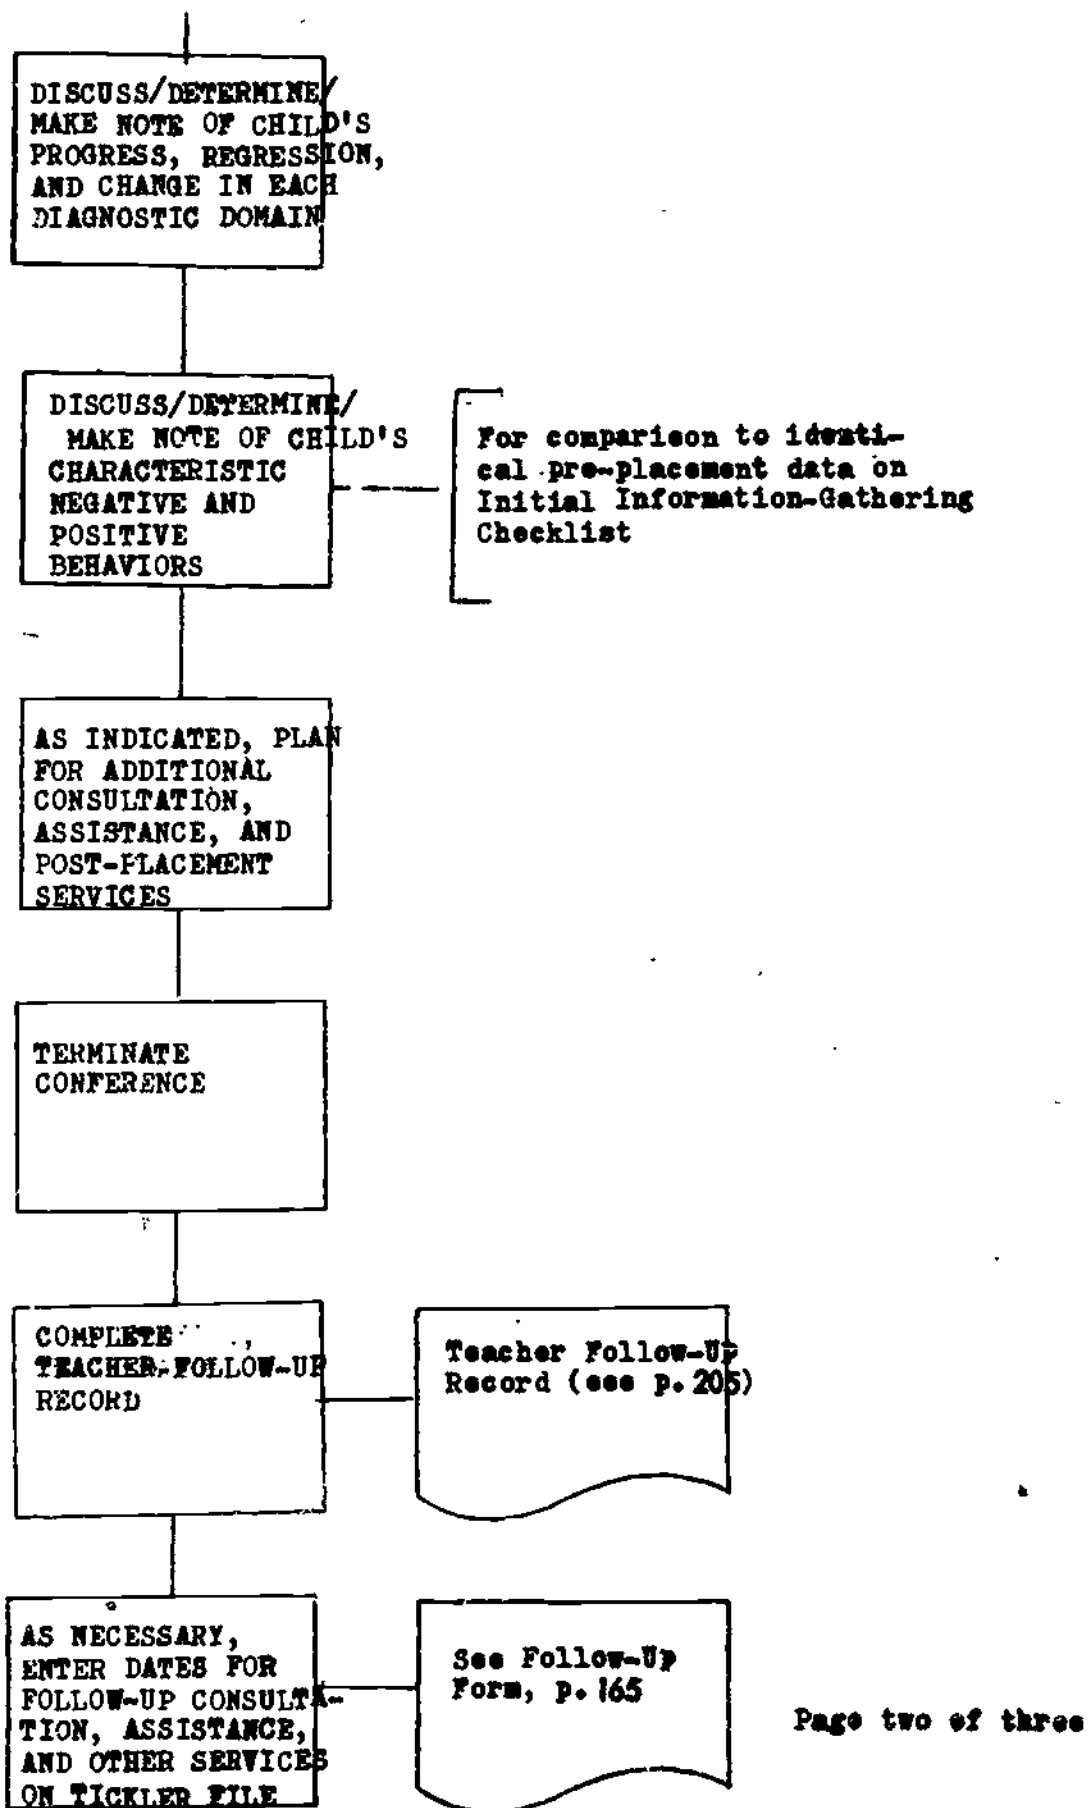 DISCUSS/DETERMINE/
MAKE NOTE OF CHILD'S
PROGRESS, REGRESSION,
AND CHANGE IN EACH
DIAGNOSTIC DOMAIN
DISCUSS/DETERMINE/
MAKE NOTE OF CHILD'S
CHARACTERISTIC
NEGATIVE AND
POSITIVE
BEHAVIORS
For comparison to identi-
cal pre-placement data on
Initial Information-Gathering
Checklist
AS INDICATED, PLAN
FOR ADDITIONAL
CONSULTATION,
ASSISTANCE, AND
POST-PLACEMENT
SERVICES
TERMINATE
CONFERENCE
COMPLETE
TEACHER-FOLLOW-UP
RECORD
Teacher Follow-Up
Record (see p. 205)
AS NECESSARY,
ENTER DATES FOR
FOLLOW-UP CONSULTA-
TION, ASSISTANCE,
AND OTHER SERVICES
ON TICKLER FILE
See Follow-Up
Form, p. 165
Page two of three